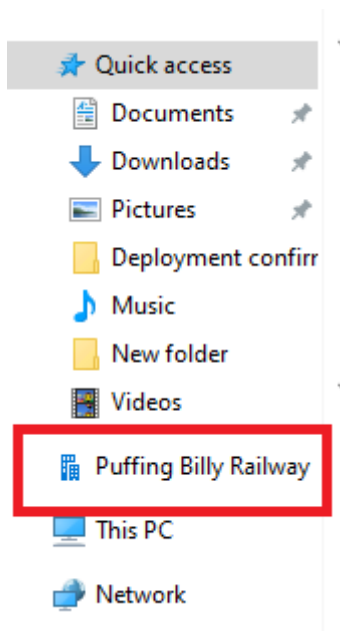 Quick access
Documents
Downloads
Pictures
Deployment confirr
Music
New folder
Videos
Puffing Billy Railway
This PC
Network